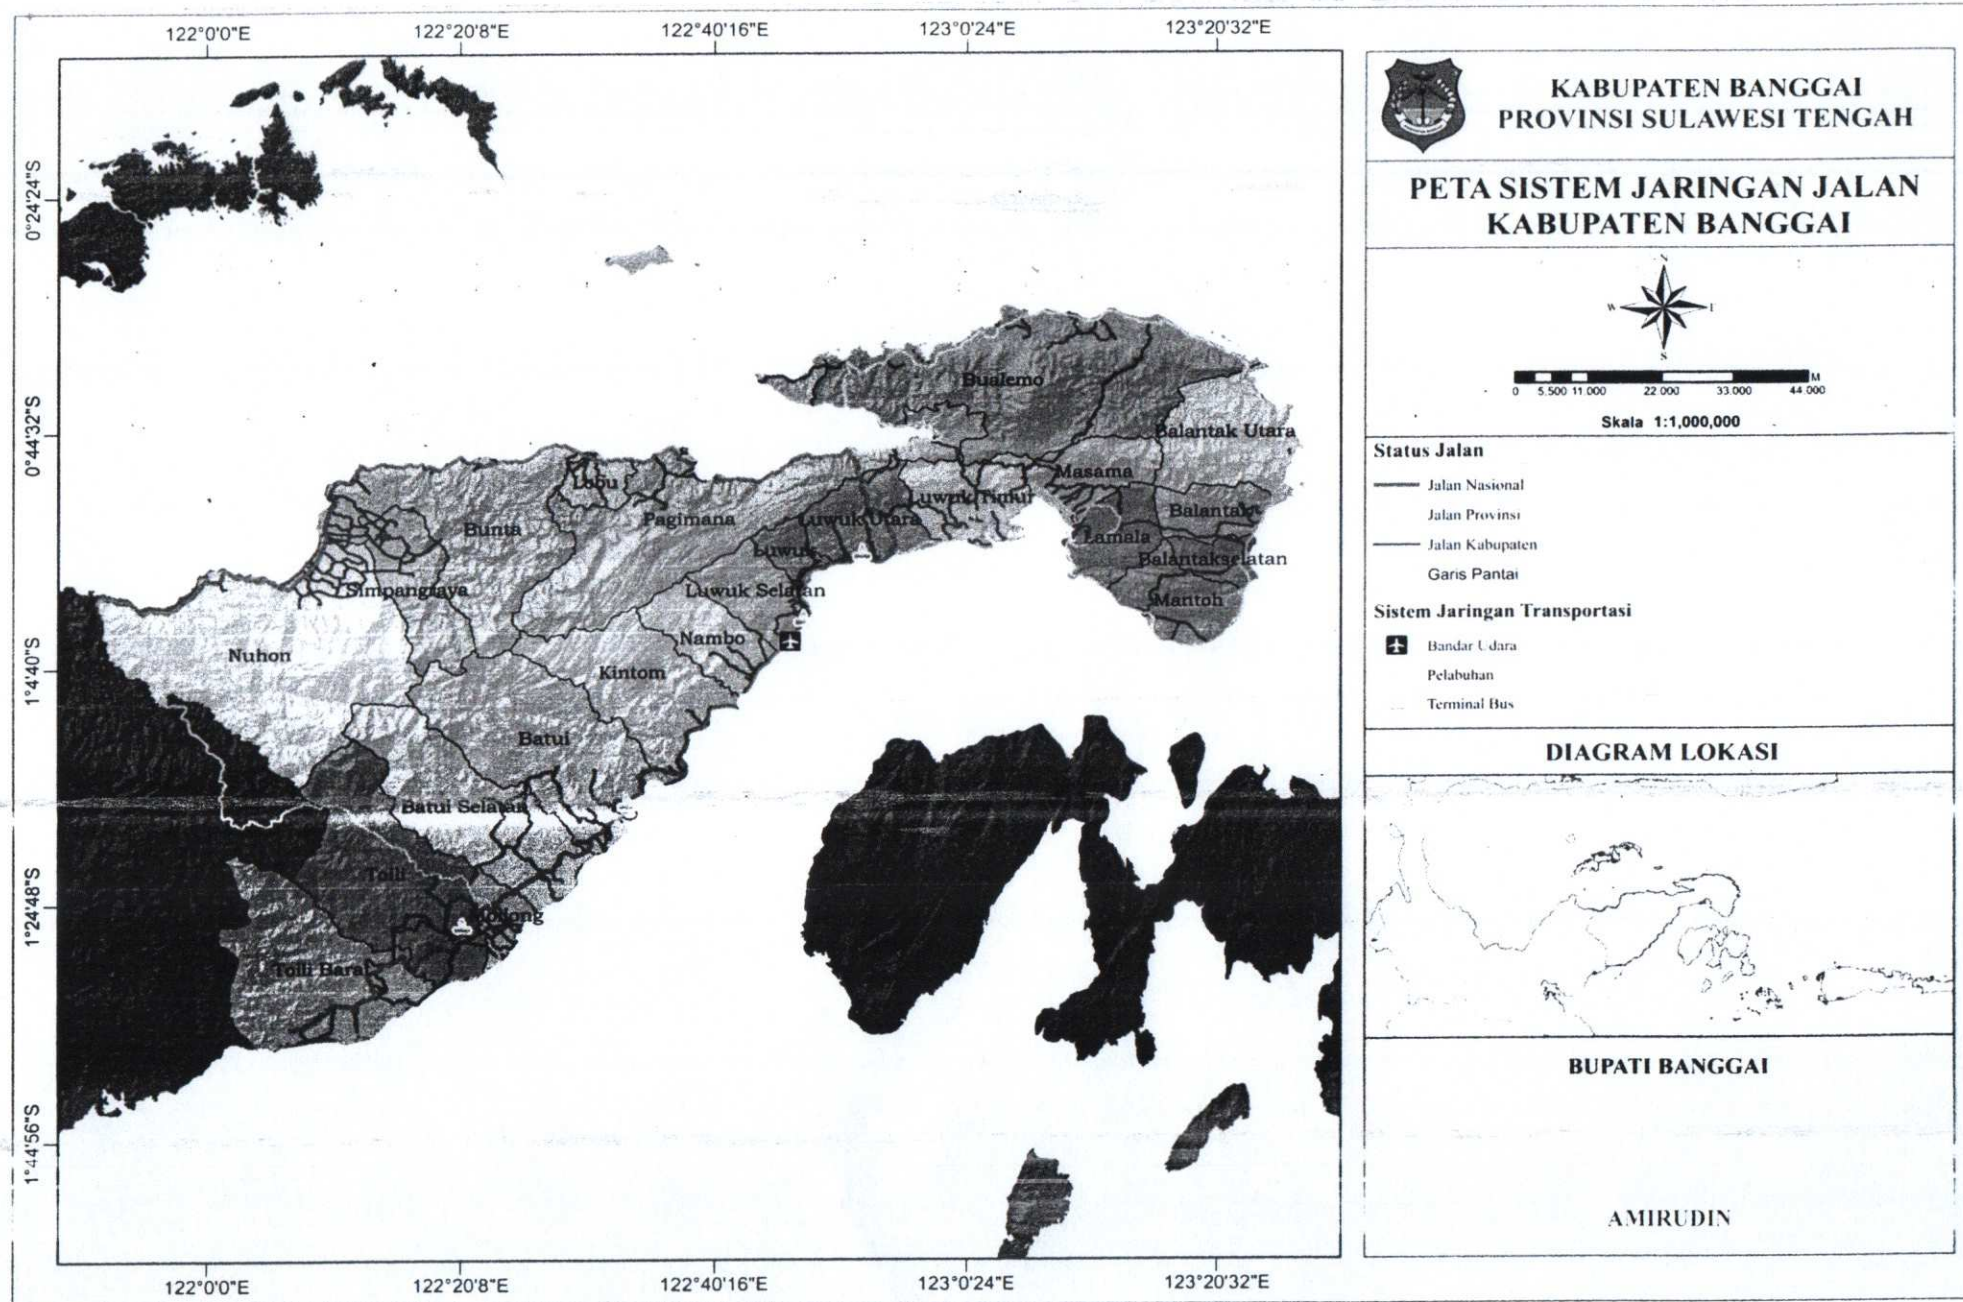 122°0'0"E
122°20'8"E
122°40'16"E
123°0'24"E
123°20'32"E
0°24'24"S
0°44'32"S
1°4'40"S
1°24'48"S
1°44'56"S
Bualemo
Balantak Utara
Masama
Lobu
Luwuk Timur
Bunta
Pagimana
Luwuk Utara
Balantak
Lamala
Luwuk
Balantakselatan
Simpangraya
Luwuk Selatan
Mantoh
Nambo
Nuhon
Kintom
Batui
Batui Selatan
Toili
Toili Barat
122°0'0"E
122°20'8"E
122°40'16"E
123°0'24"E
123°20'32"E
KABUPATEN BANGGAI
PROVINSI SULAWESI TENGAH
PETA SISTEM JARINGAN JALAN
KABUPATEN BANGGAI
N
W
S
M
0 5,500 11,000 22,000 33,000 44,000
Skala 1:1,000,000
Status Jalan
Jalan Nasional
Jalan Provinsi
Jalan Kabupaten
Garis Pantai
Sistem Jaringan Transportasi
Bandar Udara
Pelabuhan
Terminal Bus
DIAGRAM LOKASI
BUPATI BANGGAI
AMIRUDIN